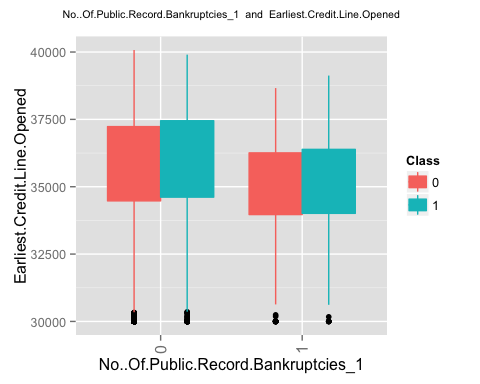 No..Of.Public.Record.Bankruptcies_1 and Earliest.Credit.Line.Opened
Earliest.Credit.Line.Opened
40000
37500
35000
32500
30000
0
1
No..Of.Public.Record.Bankruptcies_1
Class
0
1